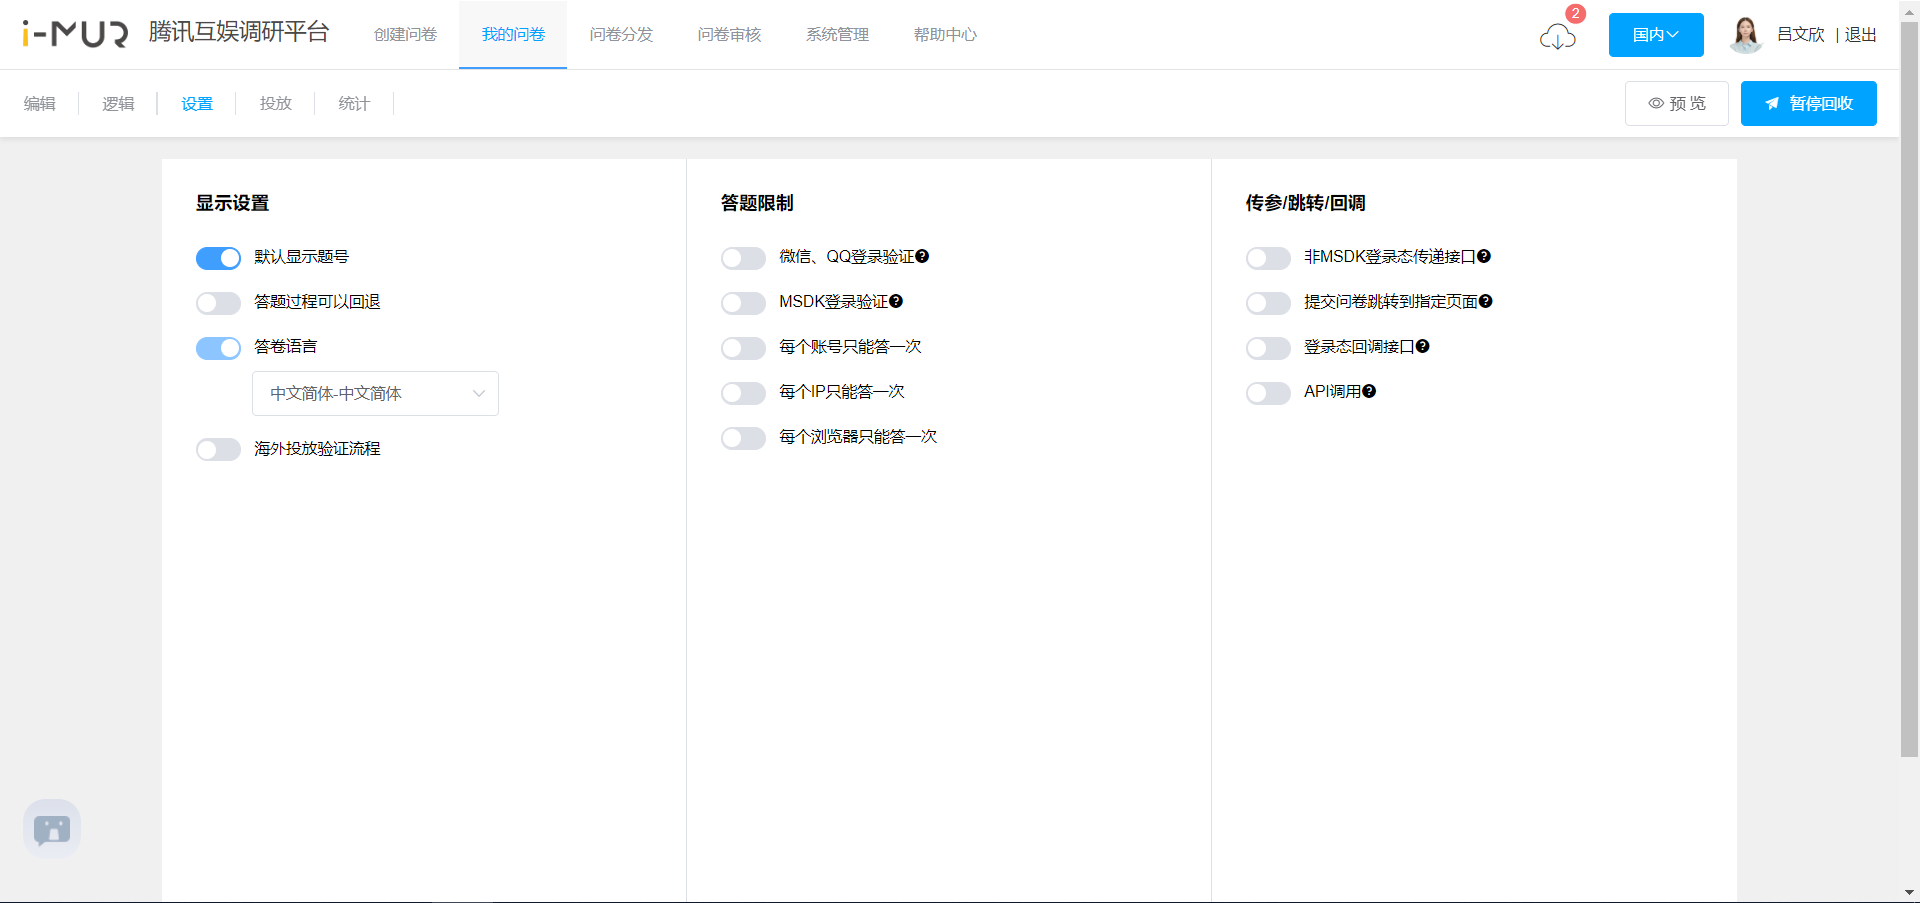 i-MUR 腾讯互娱调研平台 创建问卷 我的问卷 问卷分发 问卷审核 系统管理 帮助中心 2 国内 吕文欣 | 退出
编辑 逻辑 设置 投放 统计 预览 暂停回收
显示设置
默认显示题号
答题过程可以回退
答卷语言
中文简体-中文简体
海外投放验证流程
答题限制
微信、QQ登录验证?
MSDK登录验证?
每个账号只能答一次
每个IP只能答一次
每个浏览器只能答一次
传参/跳转/回调
非MSDK登录态传递接口?
提交问卷跳转到指定页面?
登录态回调接口?
API调用?